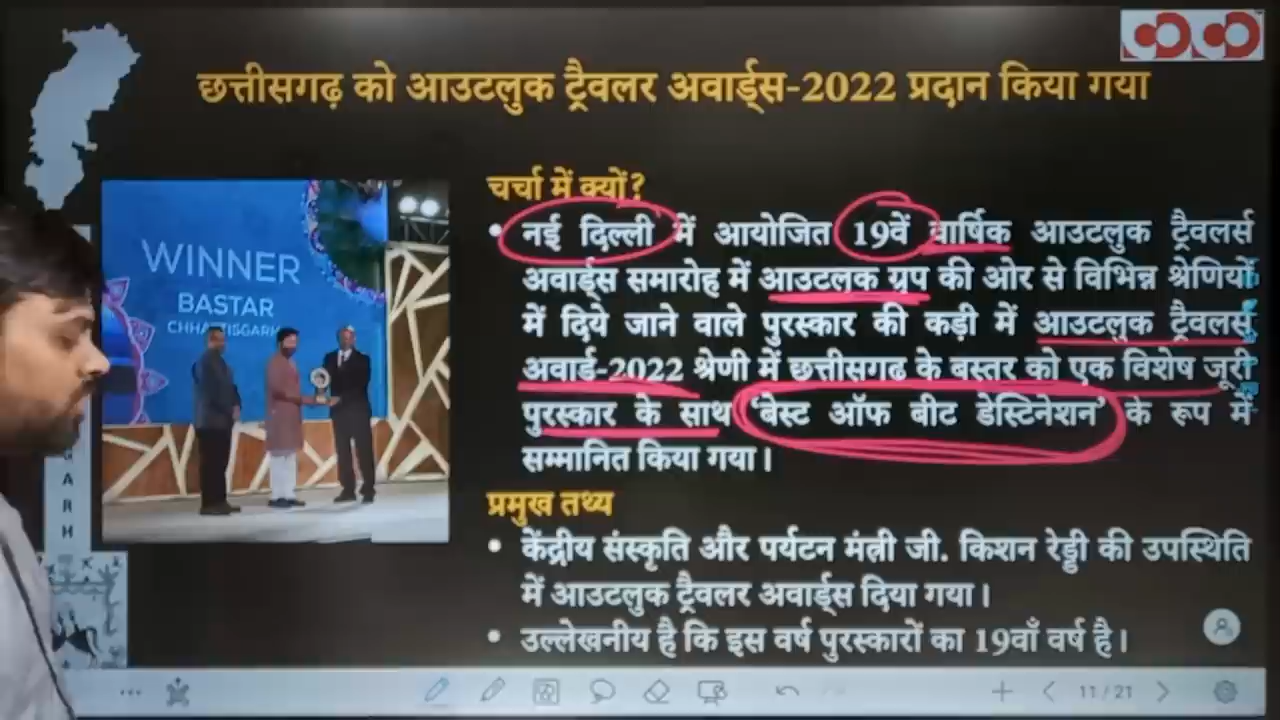 छत्तीसगढ़ को आउटलुक ट्रैवलर अवार्ड्स-2022 प्रदान किया गया
WINNER
BASTAR
चर्चा में क्यों?
• नई दिल्ली में आयोजित 19वें वार्षिक आउटलुक ट्रैवलर्स
अवार्ड्स समारोह में आउटलुक ग्रुप की ओर से विभिन्न श्रेणियों
में दिये जाने वाले पुरस्कार की कड़ी में आउटलुक ट्रैवलर्स
अवार्ड-2022 श्रेणी में छत्तीसगढ़ के बस्तर को एक विशेष जूरी
पुरस्कार के साथ ‘बेस्ट ऑफ बीट डेस्टिनेशन’ के रूप में
सम्मानित किया गया।
प्रमुख तथ्य
• केंद्रीय संस्कृति और पर्यटन मंत्री जी. किशन रेड्डी की उपस्थिति
में आउटलुक ट्रैवलर अवार्ड्स दिया गया।
• उल्लेखनीय है कि इस वर्ष पुरस्कारों का 19वाँ वर्ष है।
A
R
H
11/21